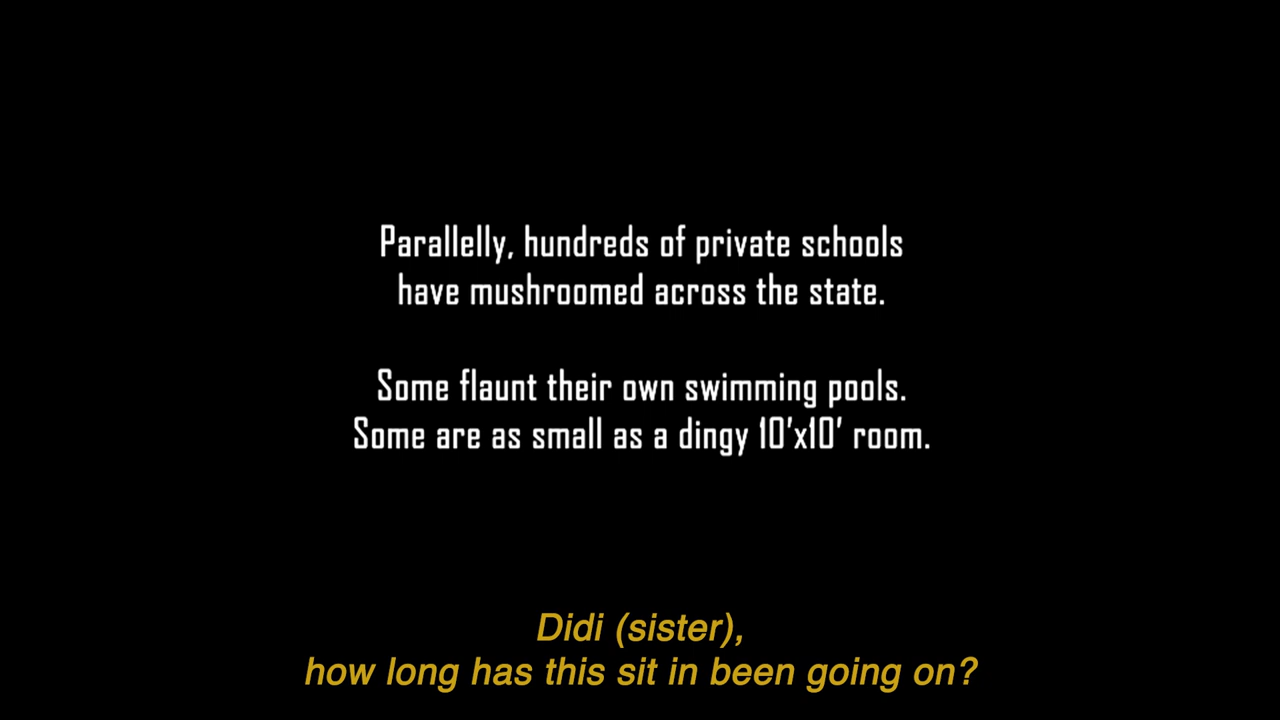 Parallelly, hundreds of private schools
have mushroomed across the state.
Some flaunt their own swimming pools.
Some are as small as a dingy 10'x10' room.
Didi (sister),
how long has this sit in been going on?